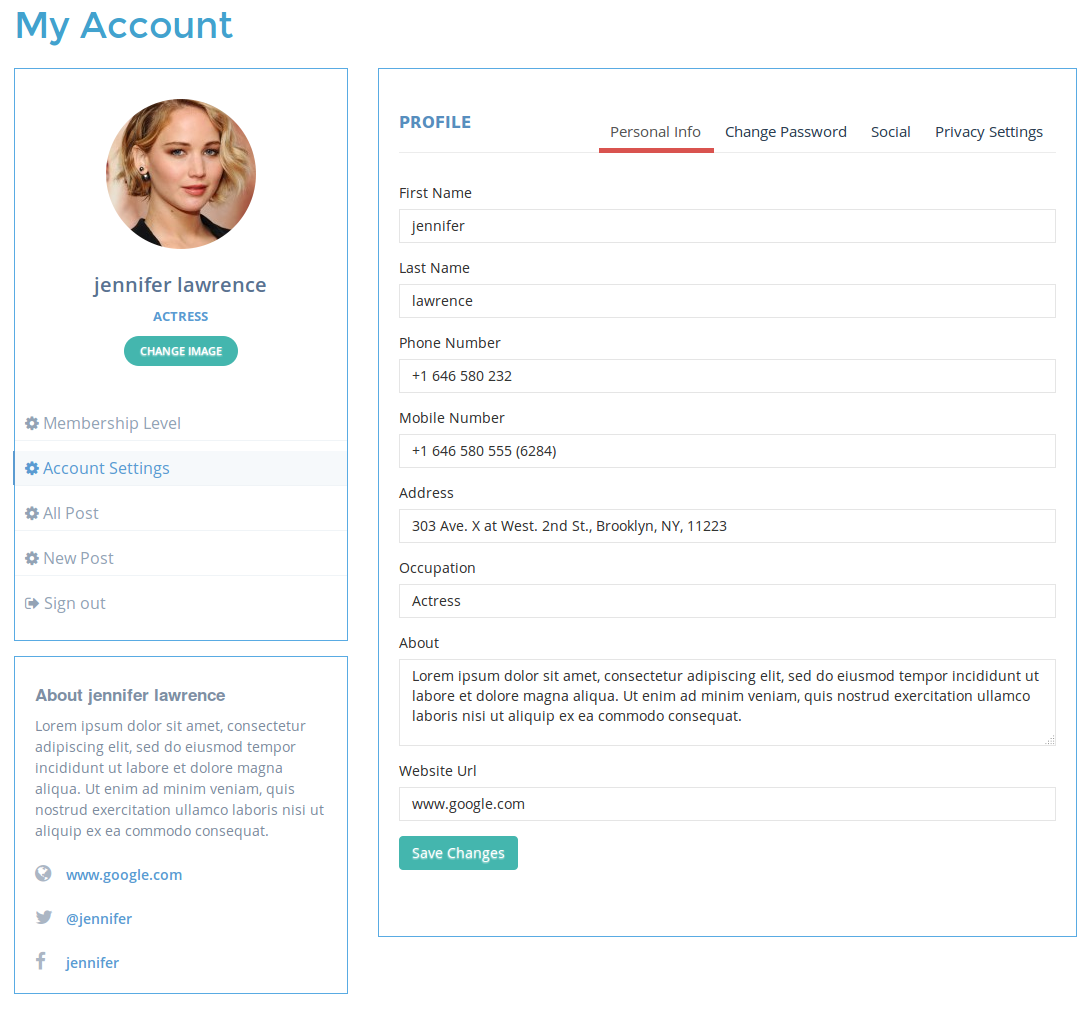 My Account
jennifer lawrence
ACTRESS
CHANGE IMAGE
Membership Level
Account Settings
All Post
New Post
Sign out
About jennifer lawrence
Lorem ipsum dolor sit amet, consectetur
adipiscing elit, sed do eiusmod tempor
incididunt ut labore et dolore magna
aliqua. Ut enim ad minim veniam, quis
nostrud exercitation ullamco laboris nisi ut
aliquip ex ea commodo consequat.
www.google.com
@jennifer
jennifer
PROFILE
Personal Info Change Password Social Privacy Settings
First Name
jennifer
Last Name
lawrence
Phone Number
+1 646 580 232
Mobile Number
+1 646 580 555 (6284)
Address
303 Ave. X at West. 2nd St., Brooklyn, NY, 11223
Occupation
Actress
About
Lorem ipsum dolor sit amet, consectetur adipiscing elit, sed do eiusmod tempor incididunt ut
labore et dolore magna aliqua. Ut enim ad minim veniam, quis nostrud exercitation ullamco
laboris nisi ut aliquip ex ea commodo consequat.
Website Url
www.google.com
Save Changes